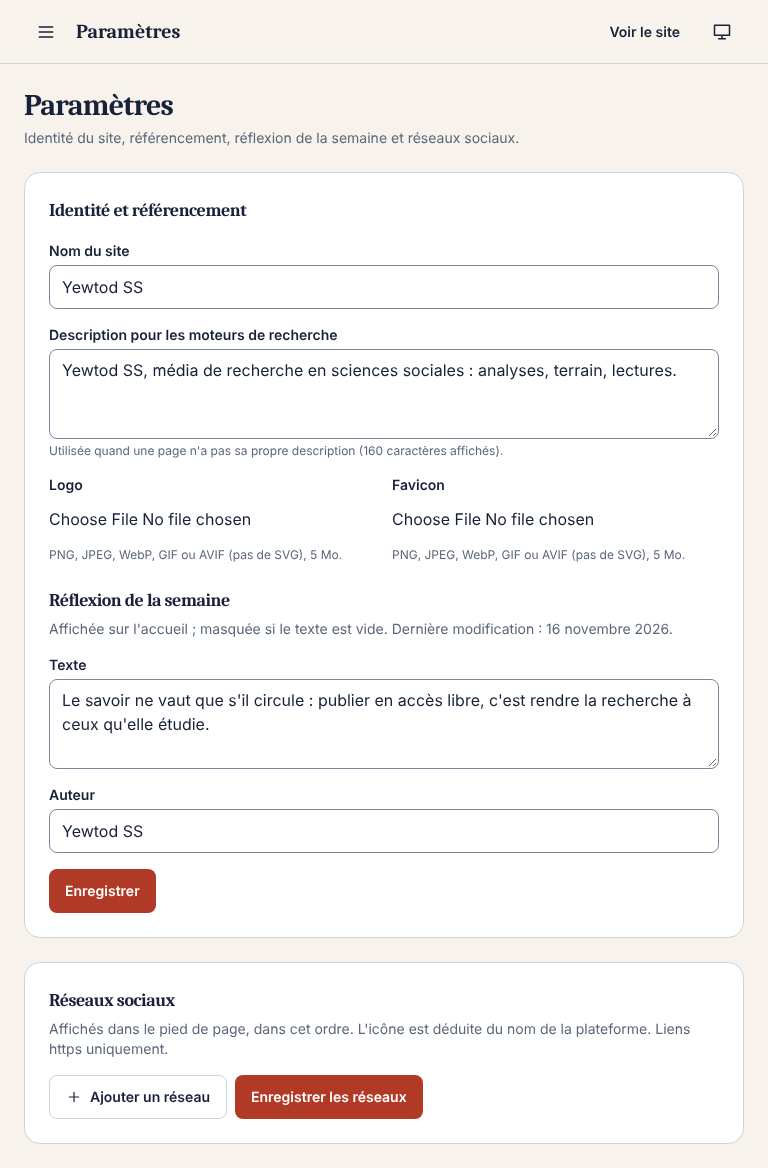 Paramètres
Voir le site
Paramètres
Identité du site, référencement, réflexion de la semaine et réseaux sociaux.
Identité et référencement
Nom du site
Yewtod SS
Description pour les moteurs de recherche
Yewtod SS, média de recherche en sciences sociales : analyses, terrain, lectures.
Utilisée quand une page n'a pas sa propre description (160 caractères affichés).
Logo
Choose File No file chosen
PNG, JPEG, WebP, GIF ou AVIF (pas de SVG), 5 Mo.
Favicon
Choose File No file chosen
PNG, JPEG, WebP, GIF ou AVIF (pas de SVG), 5 Mo.
Réflexion de la semaine
Affichée sur l'accueil ; masquée si le texte est vide. Dernière modification : 16 novembre 2026.
Texte
Le savoir ne vaut que s'il circule : publier en accès libre, c'est rendre la recherche à
ceux qu'elle étudie.
Auteur
Yewtod SS
Enregistrer
Réseaux sociaux
Affichés dans le pied de page, dans cet ordre. L'icône est déduite du nom de la plateforme. Liens
https uniquement.
Ajouter un réseau
Enregistrer les réseaux